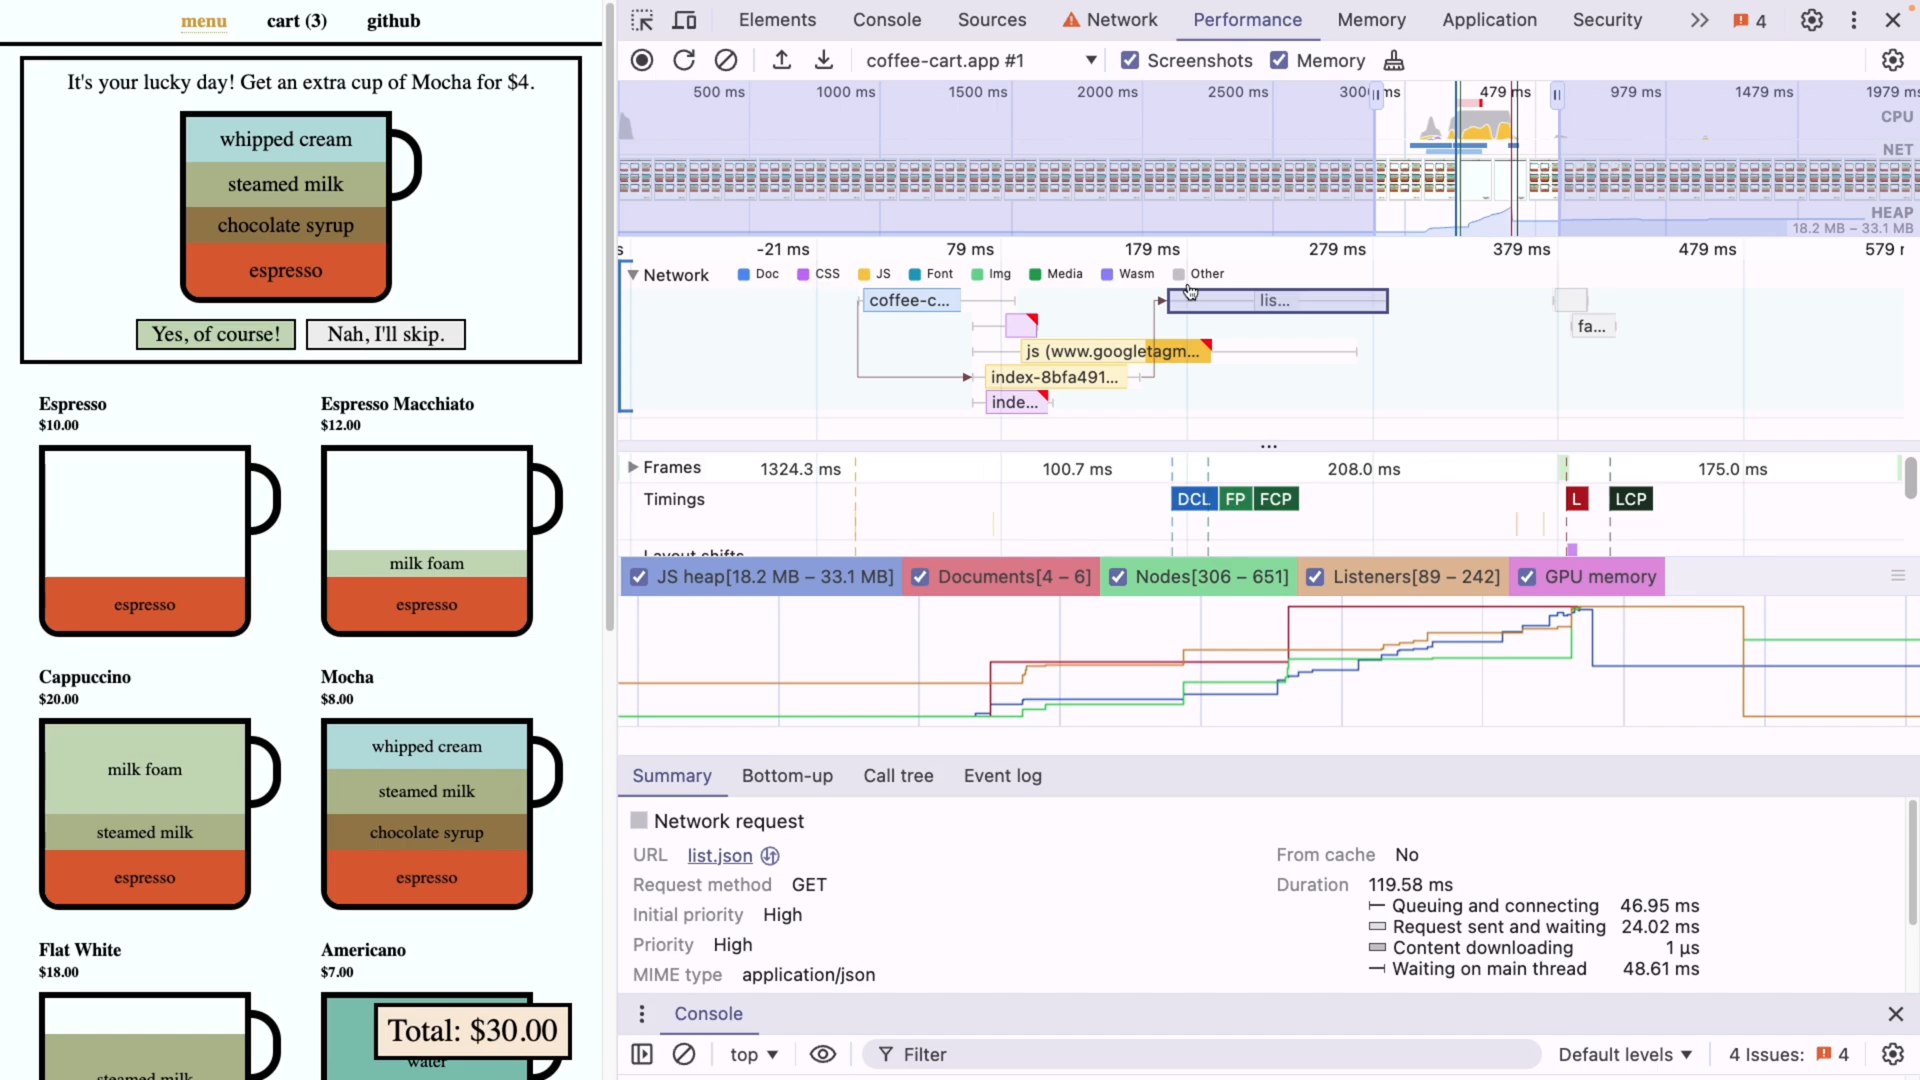 menu cart (3) github
It's your lucky day! Get an extra cup of Mocha for $4.
whipped cream
steamed milk
chocolate syrup
espresso
Yes, of course! Nah, I'll skip.
Espresso
$10.00
espresso
Espresso Macchiato
$12.00
milk foam
espresso
Cappuccino
$20.00
milk foam
steamed milk
espresso
Mocha
$8.00
whipped cream
steamed milk
chocolate syrup
espresso
Flat White
$18.00
steamed milk
Americano
$7.00
water
Total: $30.00
Elements Console Sources Network Performance Memory Application Security 4
coffee-cart.app #1 Screenshots Memory
500 ms 1000 ms 1500 ms 2000 ms 2500 ms 3000 ms 479 ms 979 ms 1479 ms 1979 ms
CPU
NET
HEAP
18.2 MB – 33.1 MB
s -21 ms 79 ms 179 ms 279 ms 379 ms 479 ms 579 r
Network Doc CSS JS Font Img Media Wasm Other
coffee-c... lis...
fa...
js (www.googletagm...
index-8bfa491...
inde...
Frames 1324.3 ms 100.7 ms 208.0 ms 175.0 ms
Timings DCL FP FCP L LCP
Layout shifts
JS heap[18.2 MB – 33.1 MB] Documents[4 – 6] Nodes[306 – 651] Listeners[89 – 242] GPU memory
Summary Bottom-up Call tree Event log
Network request
URL list.json
Request method GET
Initial priority High
Priority High
MIME type application/json
From cache No
Duration 119.58 ms
Queuing and connecting 46.95 ms
Request sent and waiting 24.02 ms
Content downloading 1 μs
Waiting on main thread 48.61 ms
Console
top Filter Default levels 4 Issues: 4